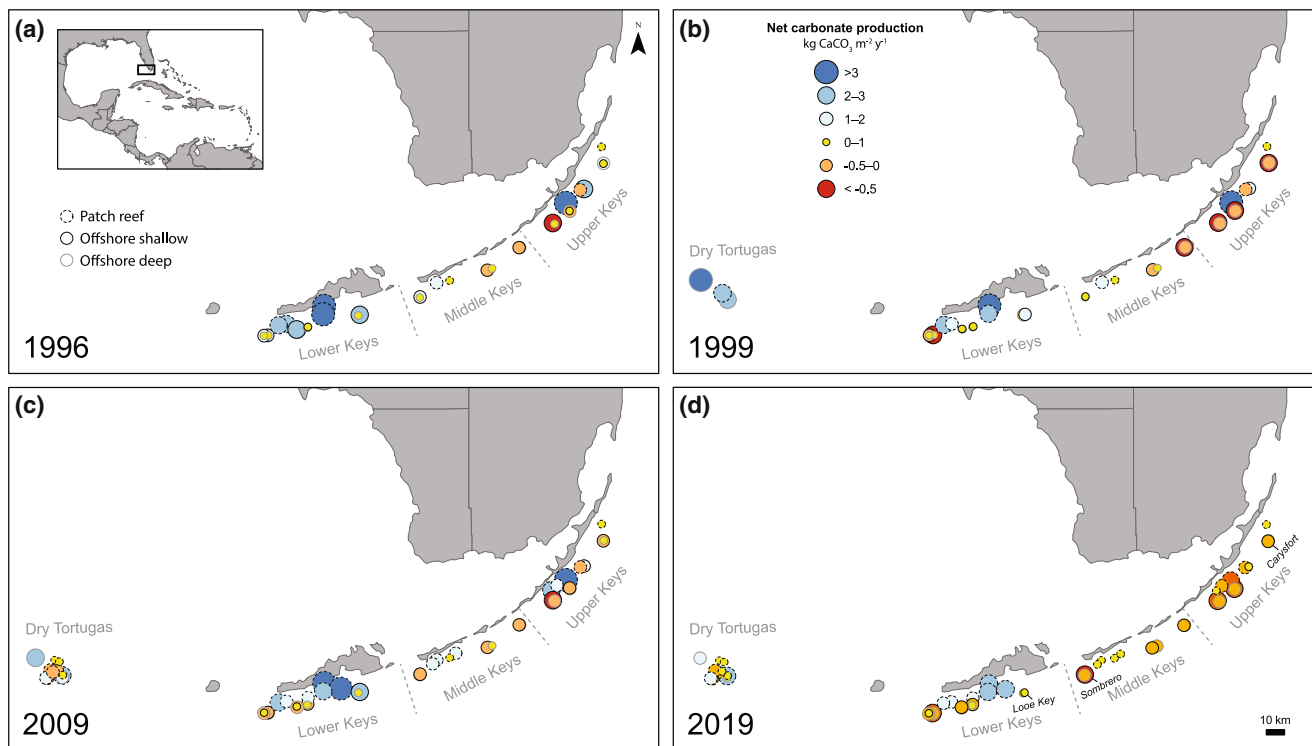 (a)
N
Patch reef
Offshore shallow
Offshore deep
Upper Keys
Middle Keys
Lower Keys
1996
(b)
Net carbonate production
kg CaCO₃ m⁻² y⁻¹
>3
2–3
1–2
0–1
-0.5–0
< -0.5
Dry Tortugas
Upper Keys
Middle Keys
Lower Keys
1999
(c)
Dry Tortugas
Upper Keys
Middle Keys
Lower Keys
2009
(d)
Carysfort
Dry Tortugas
Upper Keys
Sombrero
Middle Keys
Looe Key
Lower Keys
2019
10 km